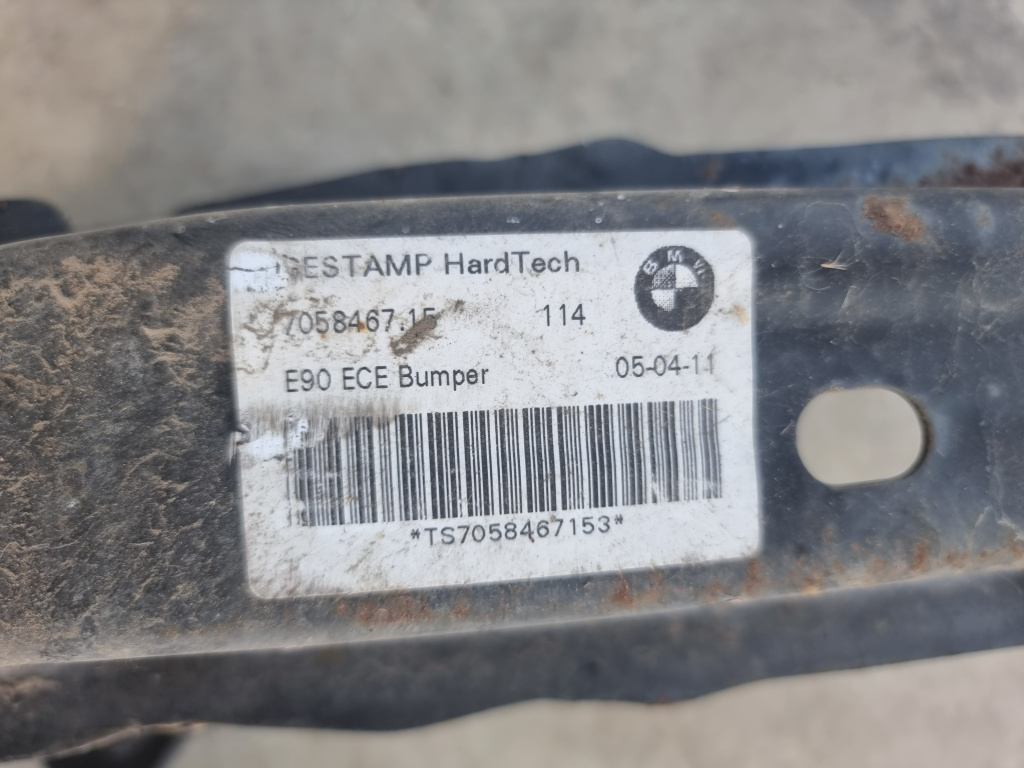 GESTAMP HardTech
BMW
7058467.15 114
E90 ECE Bumper 05-04-11
*TS7058467153*